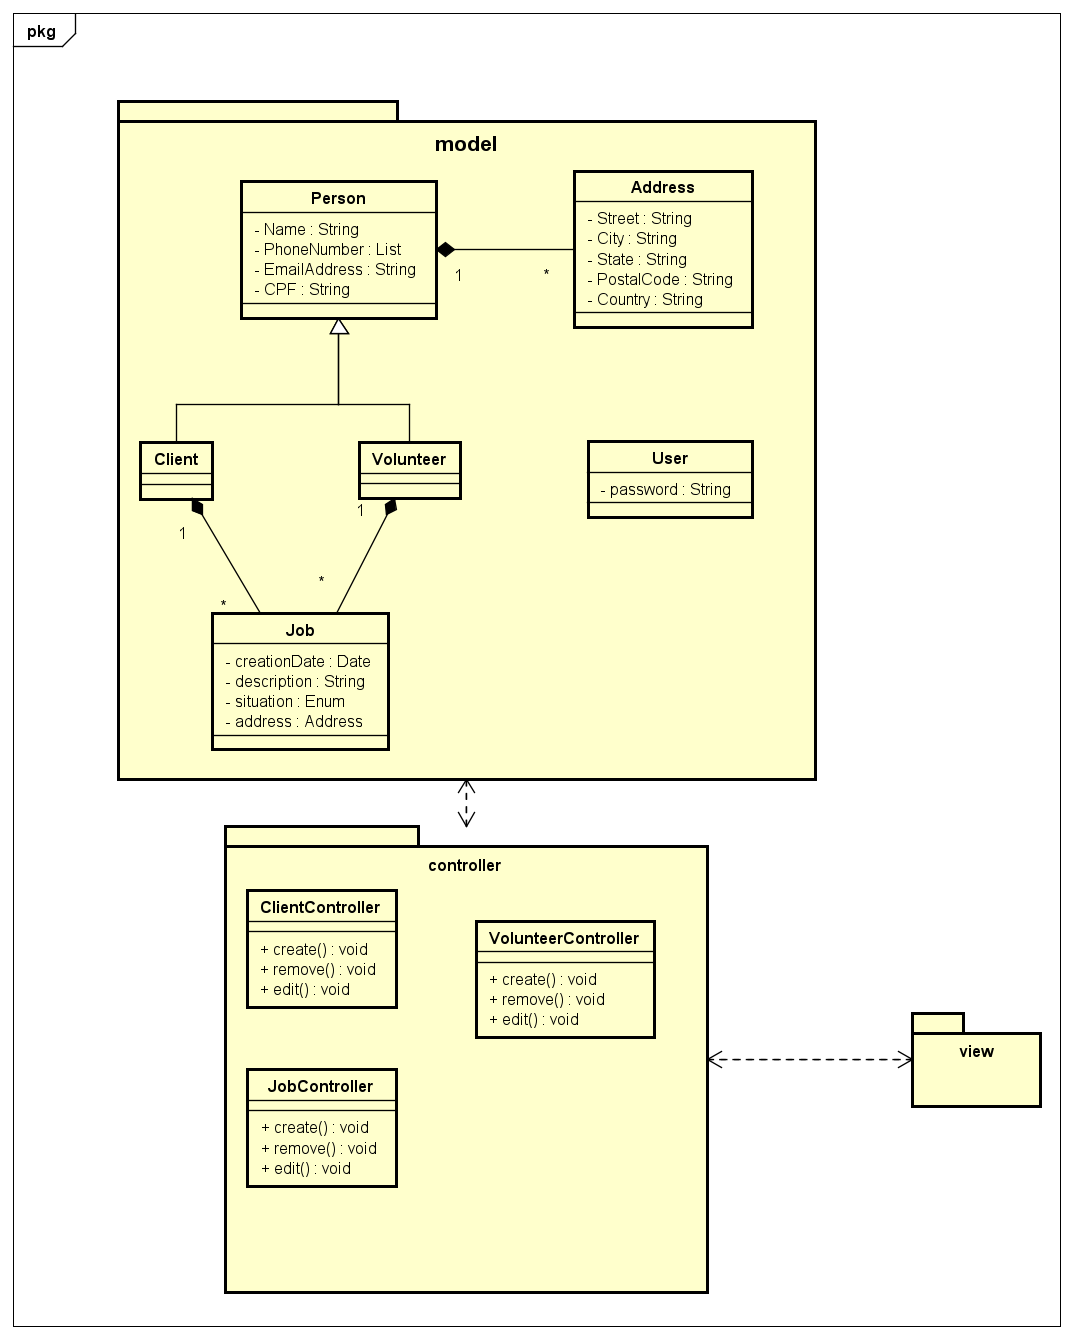 pkg
model
Person
- Name : String
- PhoneNumber : List
- EmailAddress : String
- CPF : String
Address
- Street : String
- City : String
- State : String
- PostalCode : String
- Country : String
1
*
Client
Volunteer
User
- password : String
1
*
1
*
Job
- creationDate : Date
- description : String
- situation : Enum
- address : Address
controller
ClientController
+ create() : void
+ remove() : void
+ edit() : void
VolunteerController
+ create() : void
+ remove() : void
+ edit() : void
JobController
+ create() : void
+ remove() : void
+ edit() : void
view